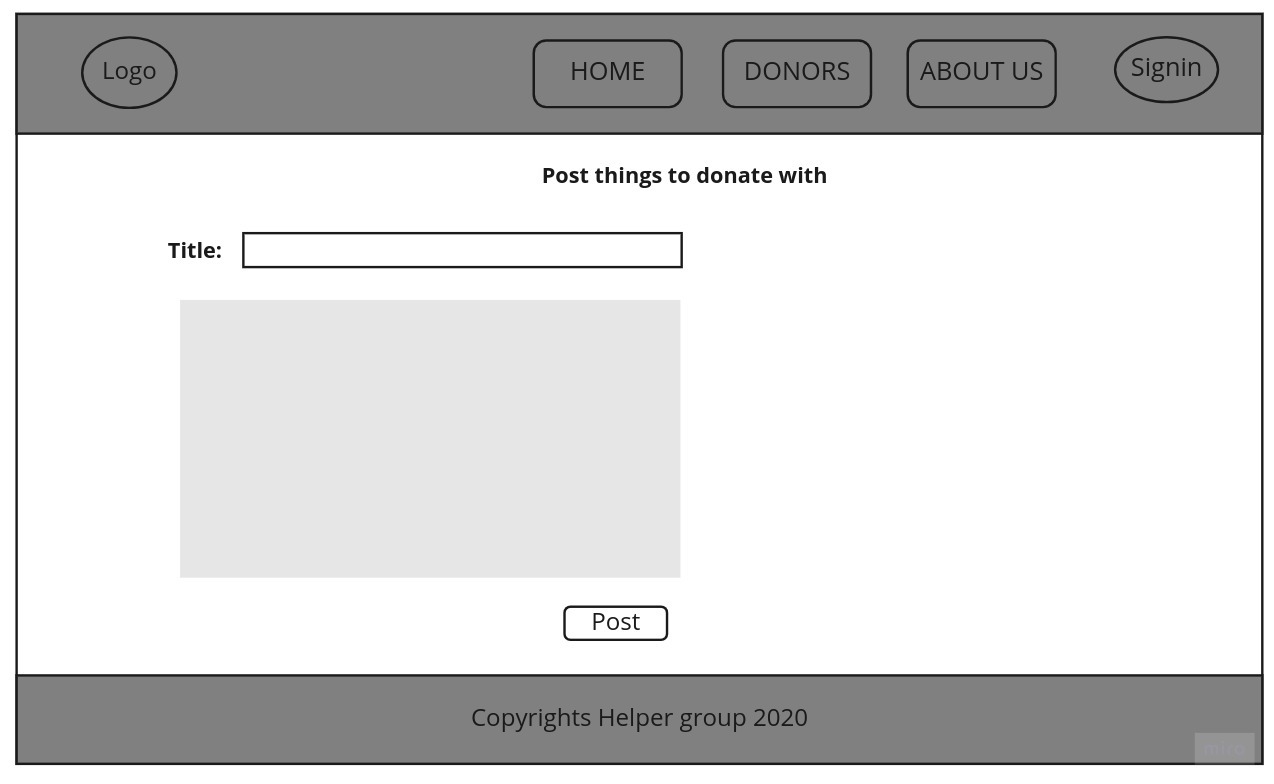 Logo
HOME
DONORS
ABOUT US
Signin
Post things to donate with
Title:
Post
Copyrights Helper group 2020
miro